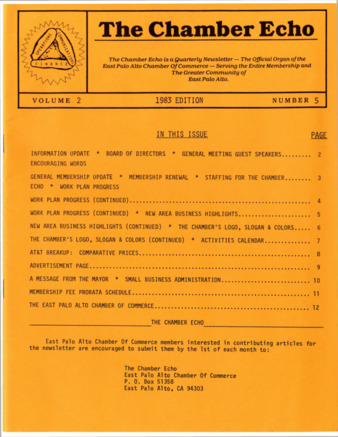 The Chamber Echo
The Chamber Echo is a Quarterly Newsletter — The Official Organ of the
East Palo Alto Chamber Of Commerce — Serving the Entire Membership and
The Greater Community of
East Palo Alto.
FINANCE
VOLUME 2 1983 EDITION NUMBER 5
IN THIS ISSUE PAGE
INFORMATION UPDATE * BOARD OF DIRECTORS * GENERAL MEETING GUEST SPEAKERS......... 2
ENCOURAGING WORDS
GENERAL MEMBERSHIP UPDATE * MEMBERSHIP RENEWAL * STAFFING FOR THE CHAMBER........ 3
ECHO * WORK PLAN PROGRESS
WORK PLAN PROGRESS (CONTINUED)................................................... 4
WORK PLAN PROGRESS (CONTINUED) * NEW AREA BUSINESS HIGHLIGHTS.................... 5
NEW AREA BUSINESS HIGHLIGHTS (CONTINUED) * THE CHAMBER'S LOGO, SLOGAN & COLORS..... 6
THE CHAMBER'S LOGO, SLOGAN & COLORS (CONTINUED) * ACTIVITIES CALENDAR............ 7
AT&T BREAKUP: COMPARATIVE PRICES................................................. 8
ADVERTISEMENT PAGE............................................................... 9
A MESSAGE FROM THE MAYOR * SMALL BUSINESS ADMINISTRATION......................... 10
MEMBERSHIP FEE PRORATA SCHEDULE.................................................. 11
THE EAST PALO ALTO CHAMBER OF COMMERCE........................................... 12
THE CHAMBER ECHO
East Palo Alto Chamber Of Commerce members interested in contributing articles for
the newsletter are encouraged to submit them by the 1st of each month to:
The Chamber Echo
East Palo Alto Chamber Of Commerce
P. O. Box 51358
East Palo Alto, CA 94303